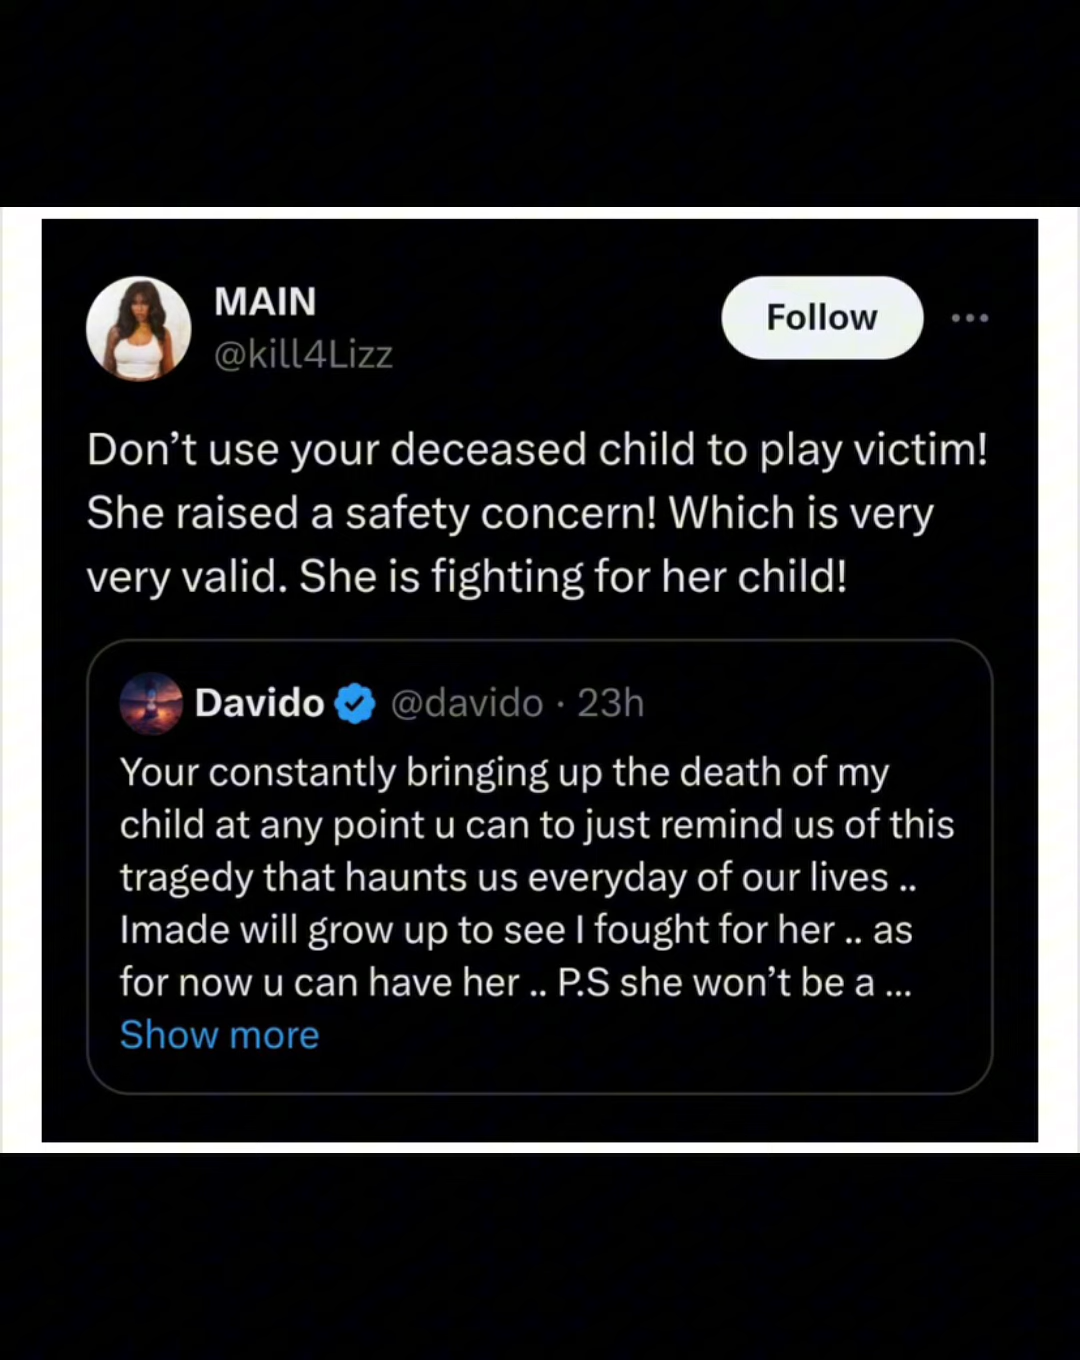 MAIN
@kill4Lizz
Follow
Don’t use your deceased child to play victim!
She raised a safety concern! Which is very
very valid. She is fighting for her child!
Davido @davido · 23h
Your constantly bringing up the death of my
child at any point u can to just remind us of this
tragedy that haunts us everyday of our lives ..
Imade will grow up to see I fought for her .. as
for now u can have her .. P.S she won’t be a ...
Show more